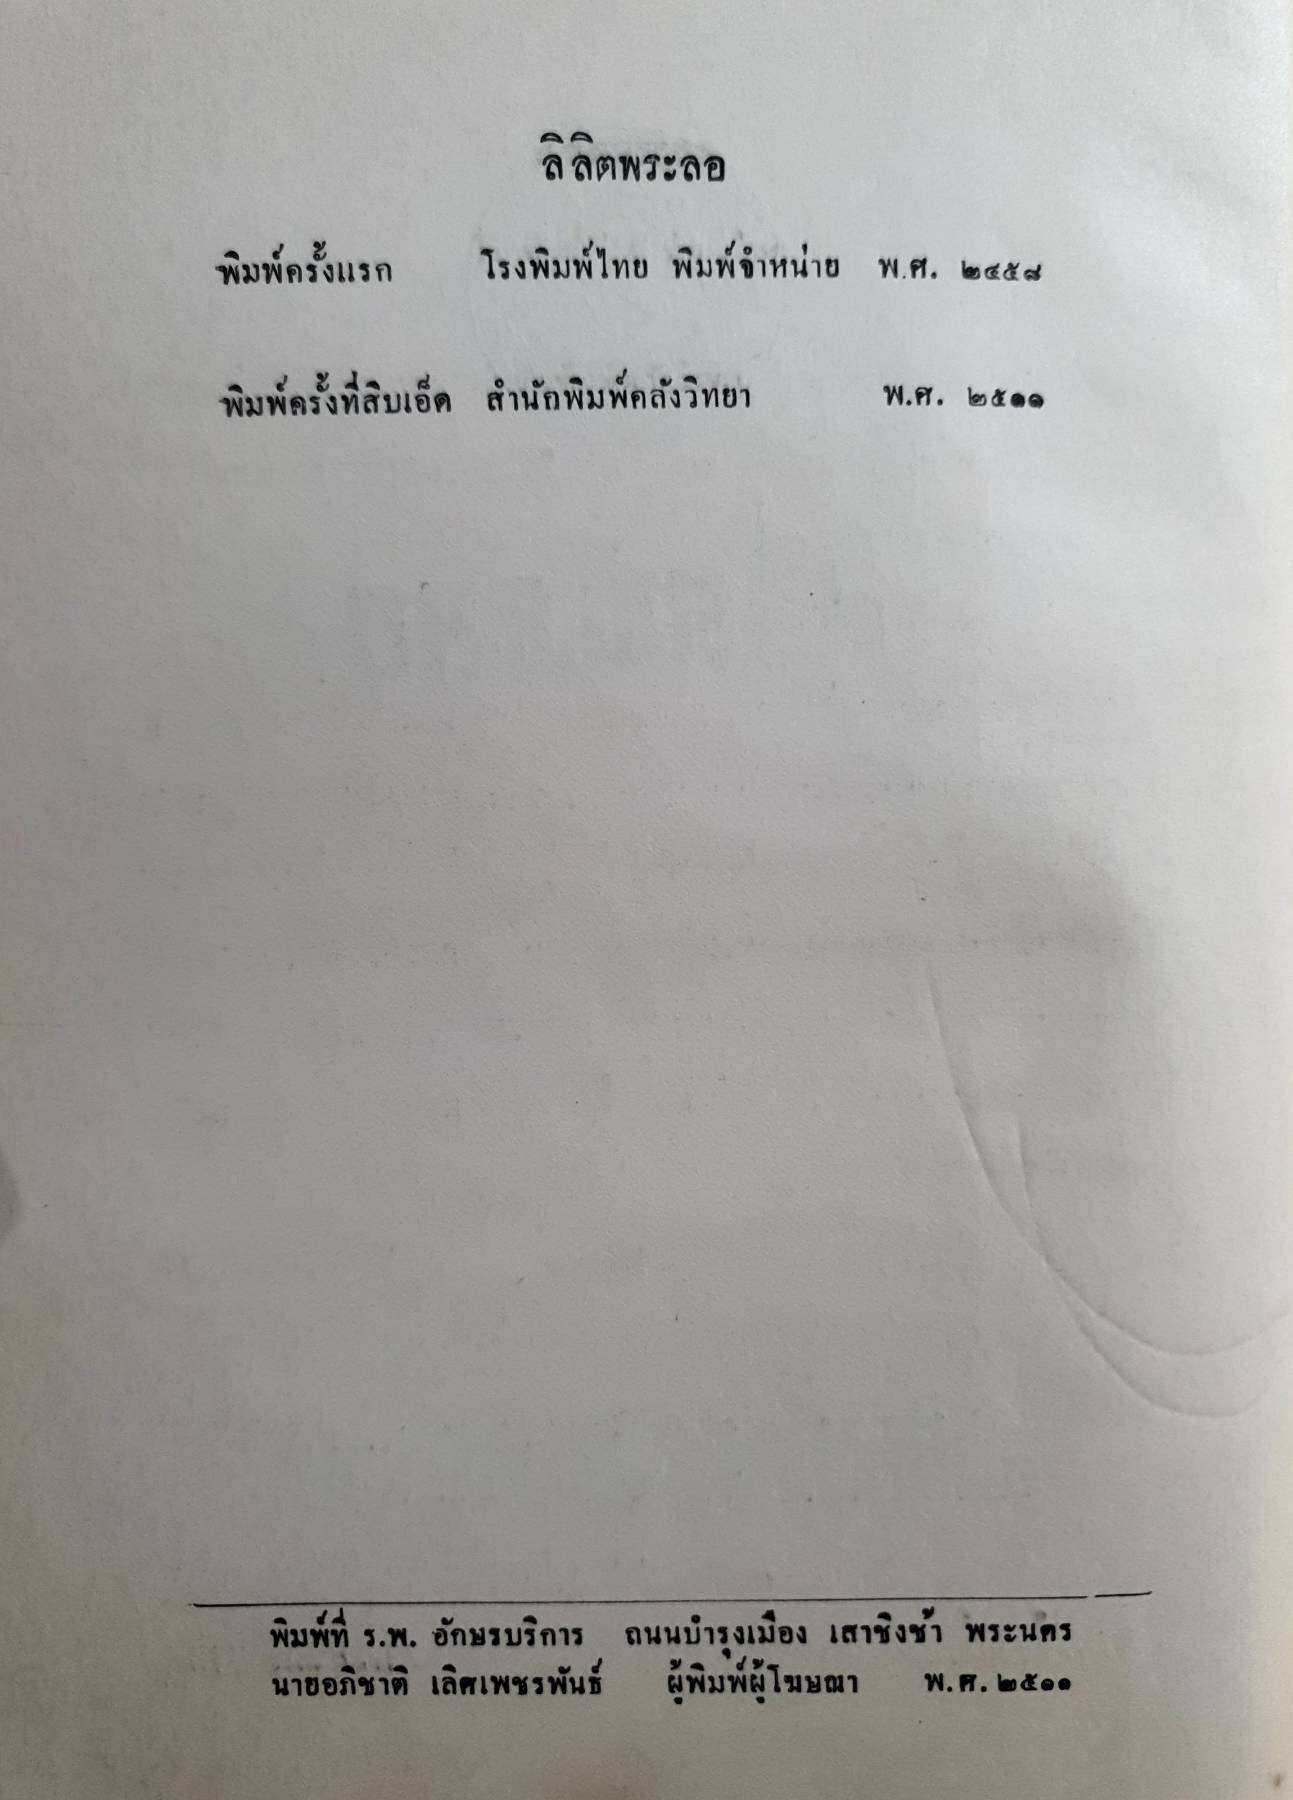 ลิลิตพระลอ
พิมพ์ครั้งแรก โรงพิมพ์ไทย พิมพ์จำหน่าย พ.ศ. ๒๔๕๘
พิมพ์ครั้งที่สิบเอ็ด สำนักพิมพ์คลังวิทยา พ.ศ. ๒๕๑๑
พิมพ์ที่ ร.พ. อักษรบริการ ถนนบำรุงเมือง เสาชิงช้า พระนคร
นายอภิชาติ เลิศเพชรพันธ์ ผู้พิมพ์ผู้โฆษณา พ.ศ. ๒๕๑๑